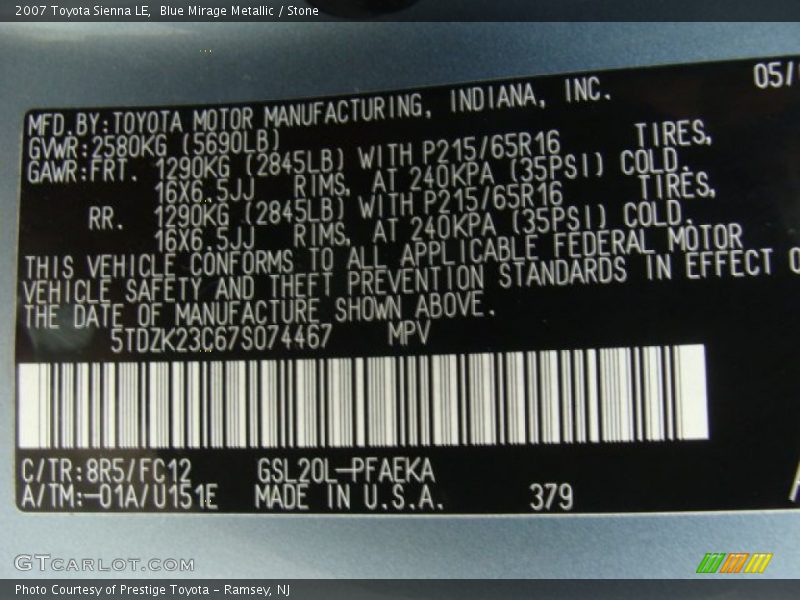 2007 Toyota Sienna LE, Blue Mirage Metallic / Stone
05/
MFD.BY:TOYOTA MOTOR MANUFACTURING, INDIANA, INC.
GVWR:2580KG (5690LB)
GAWR:FRT. 1290KG (2845LB) WITH P215/65R16 TIRES,
16X6.5JJ RIMS, AT 240KPA (35PSI) COLD.
RR. 1290KG (2845LB) WITH P215/65R16 TIRES,
16X6.5JJ RIMS, AT 240KPA (35PSI) COLD.
THIS VEHICLE CONFORMS TO ALL APPLICABLE FEDERAL MOTOR
VEHICLE SAFETY AND THEFT PREVENTION STANDARDS IN EFFECT
THE DATE OF MANUFACTURE SHOWN ABOVE.
5TDZK23C67S074467 MPV
C/TR:8R5/FC12 GSL20L-PFAEKA
A/TM:-01A/U151E MADE IN U.S.A. 379
GTCARLOT.COM
Photo Courtesy of Prestige Toyota - Ramsey, NJ